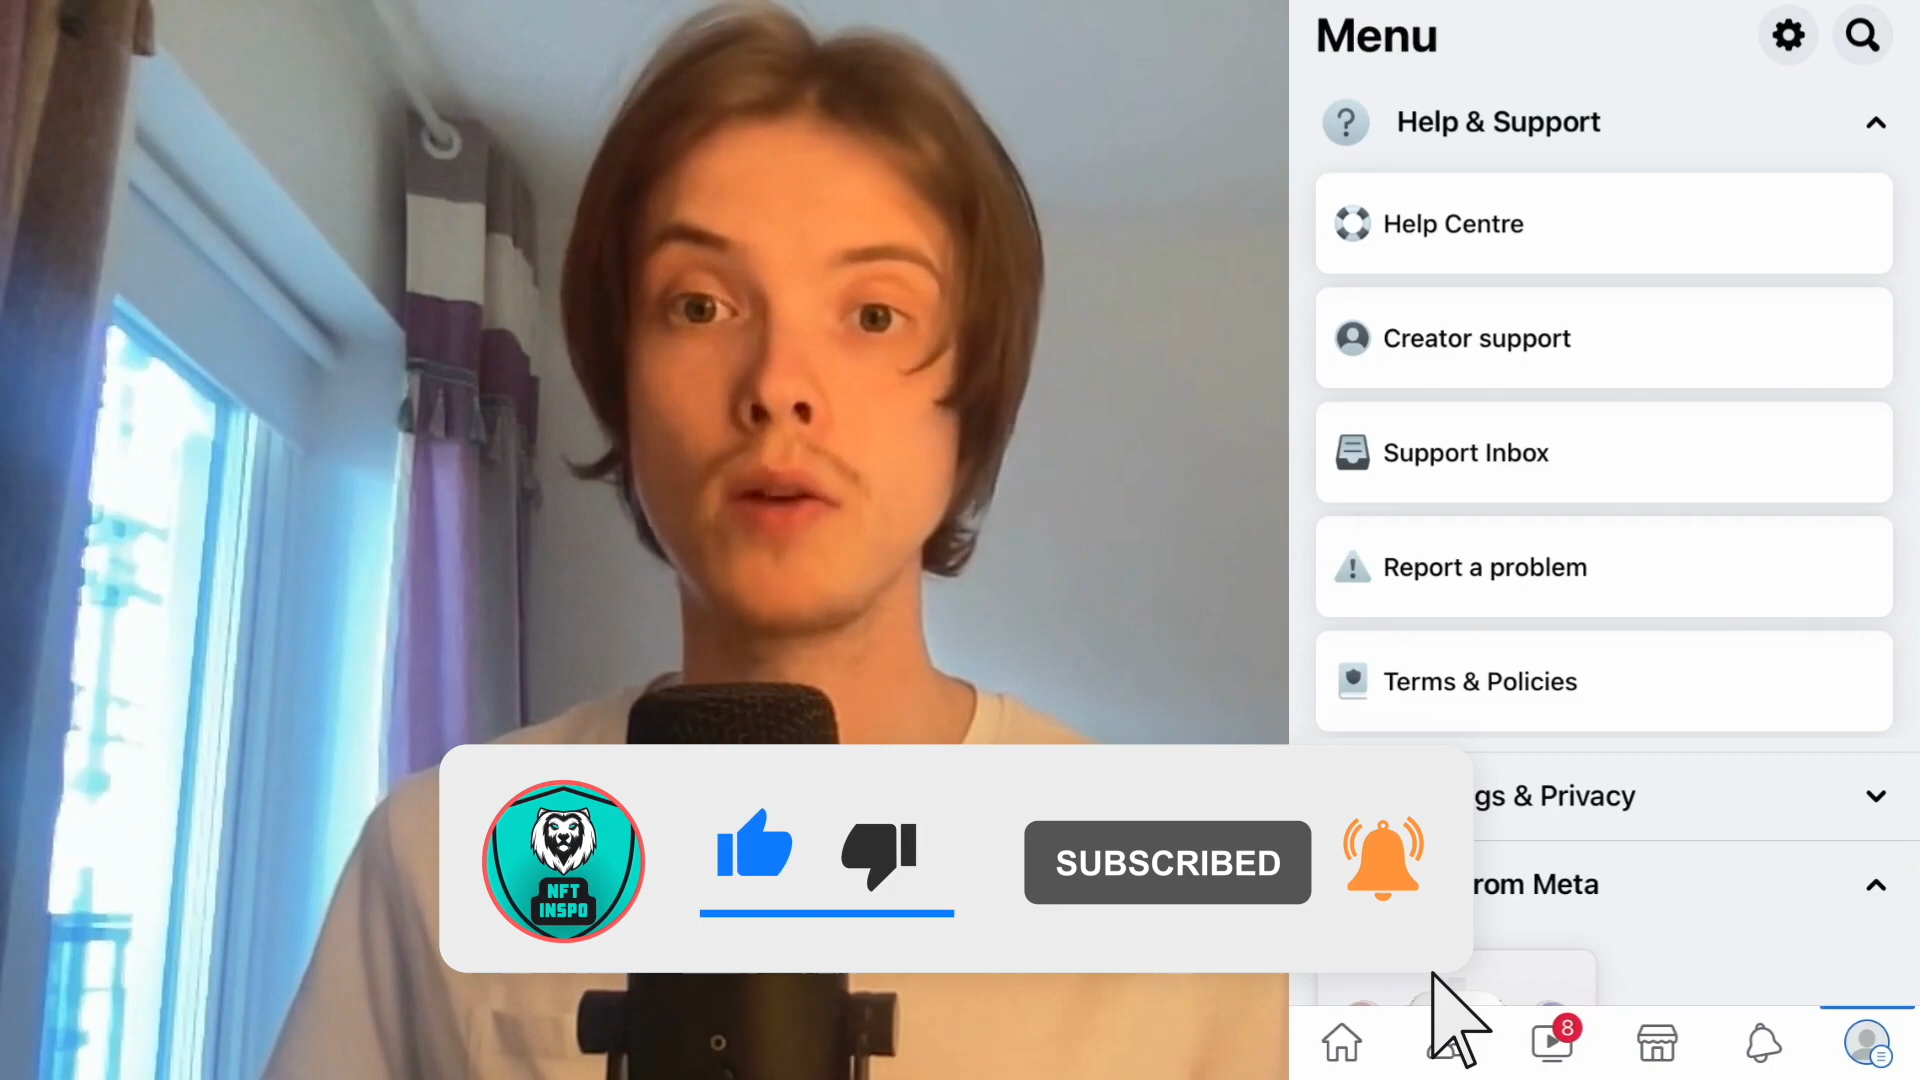 Menu
Help & Support
Help Centre
Creator support
Support Inbox
Report a problem
Terms & Policies
gs & Privacy
rom Meta
NFT
INSPO
SUBSCRIBED
8